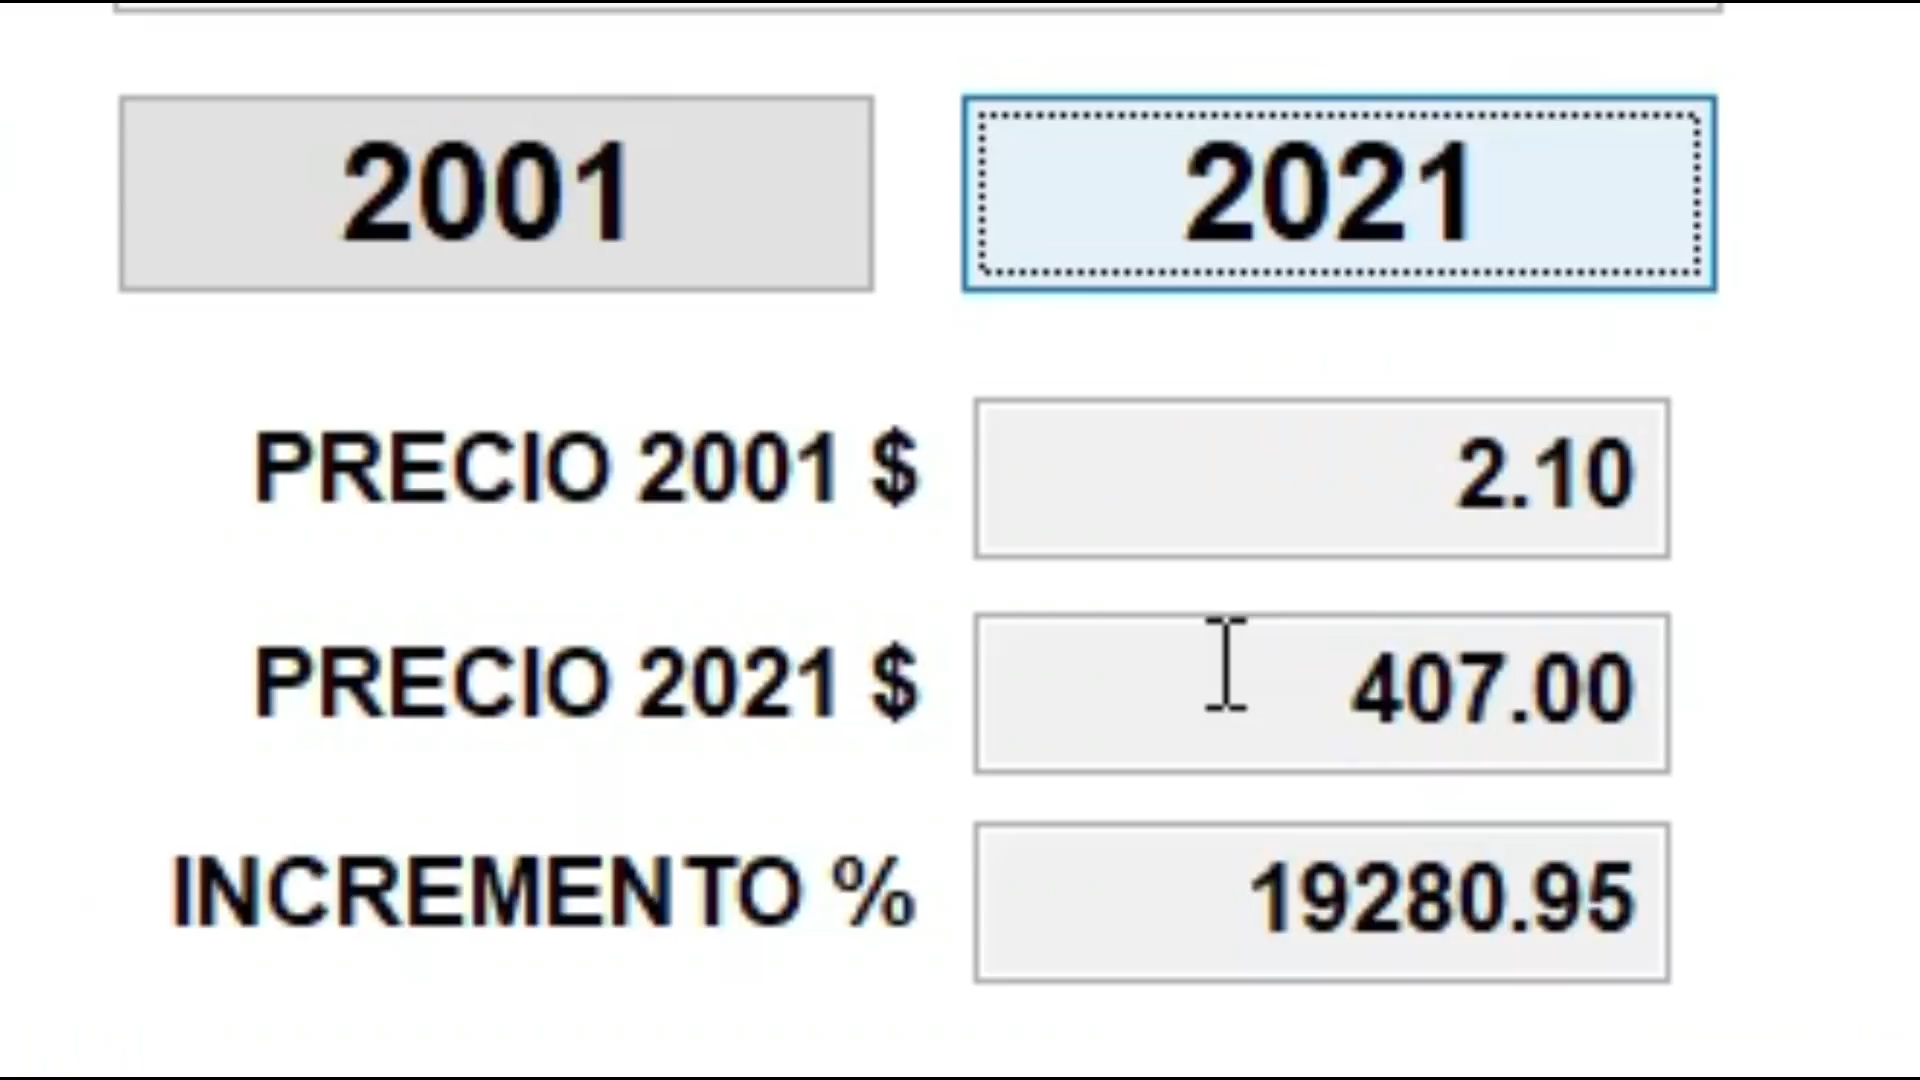 2001 2021
PRECIO 2001 $ 2.10
PRECIO 2021 $ 407.00
INCREMENTO % 19280.95